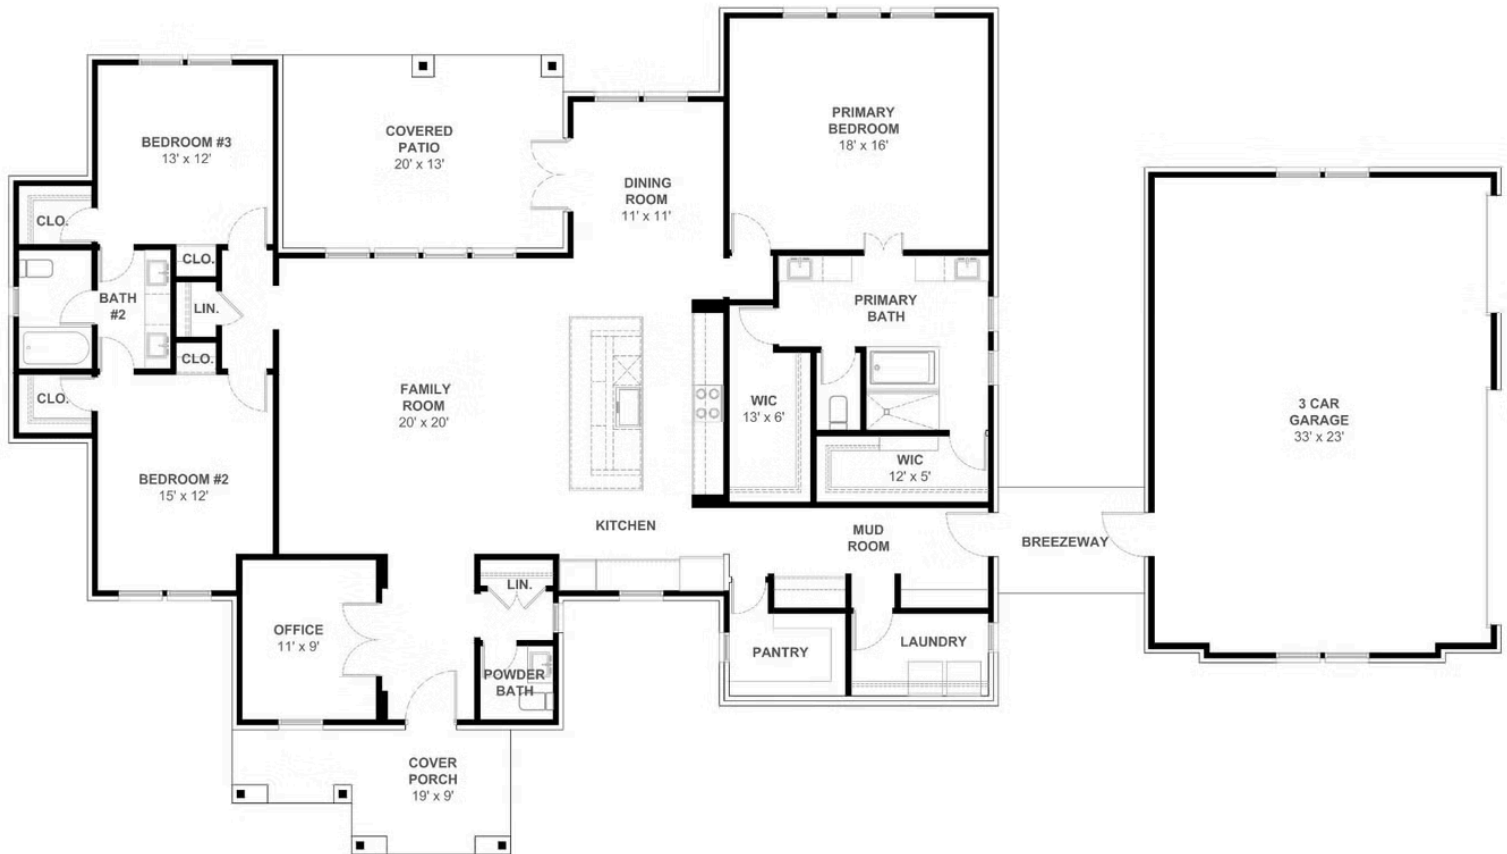 PRIMARY
BEDROOM
18' x 16'
COVERED
PATIO
20' x 13'
BEDROOM #3
13' x 12'
DINING
ROOM
11' x 11'
CLO.
CLO.
BATH
#2
LIN.
CLO.
CLO.
PRIMARY
BATH
FAMILY
ROOM
20' x 20'
WIC
13' x 6'
3 CAR
GARAGE
33' x 23'
BEDROOM #2
15' x 12'
WIC
12' x 5'
KITCHEN
MUD
ROOM
BREEZEWAY
LIN.
OFFICE
11' x 9'
PANTRY
LAUNDRY
POWDER
BATH
COVER
PORCH
19' x 9'